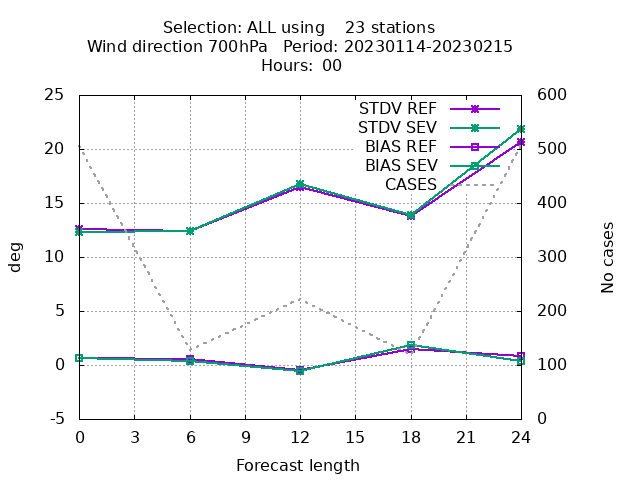 Selection: ALL using    23 stations
Wind direction 700hPa   Period: 20230114-20230215
Hours: 00
25
20
15
10
5
0
-5
deg
600
500
400
300
200
100
0
No cases
STDV REF
STDV SEV
BIAS REF
BIAS SEV
CASES
0 3 6 9 12 15 18 21 24
Forecast length